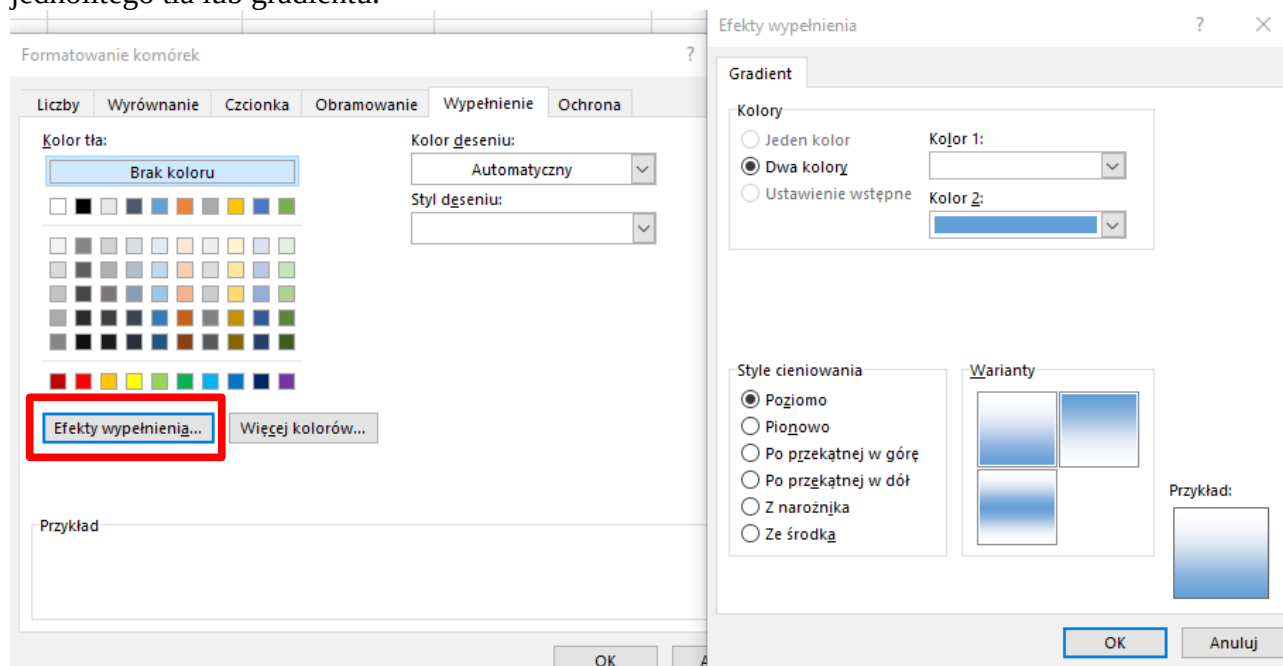 jednolitego tła lub gradientu.
Formatowanie komórek
?
Liczby Wyrównanie Czcionka Obramowanie Wypełnienie Ochrona
Kolor tła:
Brak koloru
Kolor deseniu:
Automatyczny
Styl deseniu:
Efekty wypełnienia...
Więcej kolorów...
Przykład
OK
Efekty wypełnienia
?
Gradient
Kolory
Jeden kolor
Dwa kolory
Ustawienie wstępne
Kolor 1:
Kolor 2:
Style cieniowania
Poziomo
Pionowo
Po przekątnej w górę
Po przekątnej w dół
Z narożnika
Ze środka
Warianty
Przykład:
OK
Anuluj